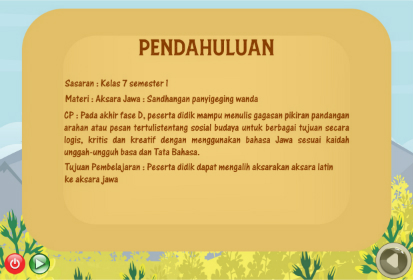 PENDAHULUAN
Sasaran : Kelas 7 semester 1
Materi : Aksara Jawa : Sandhangan panyigeging wanda
CP : Pada akhir fase D, peserta didik mampu menulis gagasan pikiran pandangan
arahan atau pesan tertulistentang sosial budaya untuk berbagai tujuan secara
logis, kritis dan kreatif dengan menggunakan bahasa Jawa sesuai kaidah
unggah-ungguh basa dan Tata Bahasa.
Tujuan Pembelajaran : Peserta didik dapat mengalih aksarakan aksara latin
ke aksara jawa